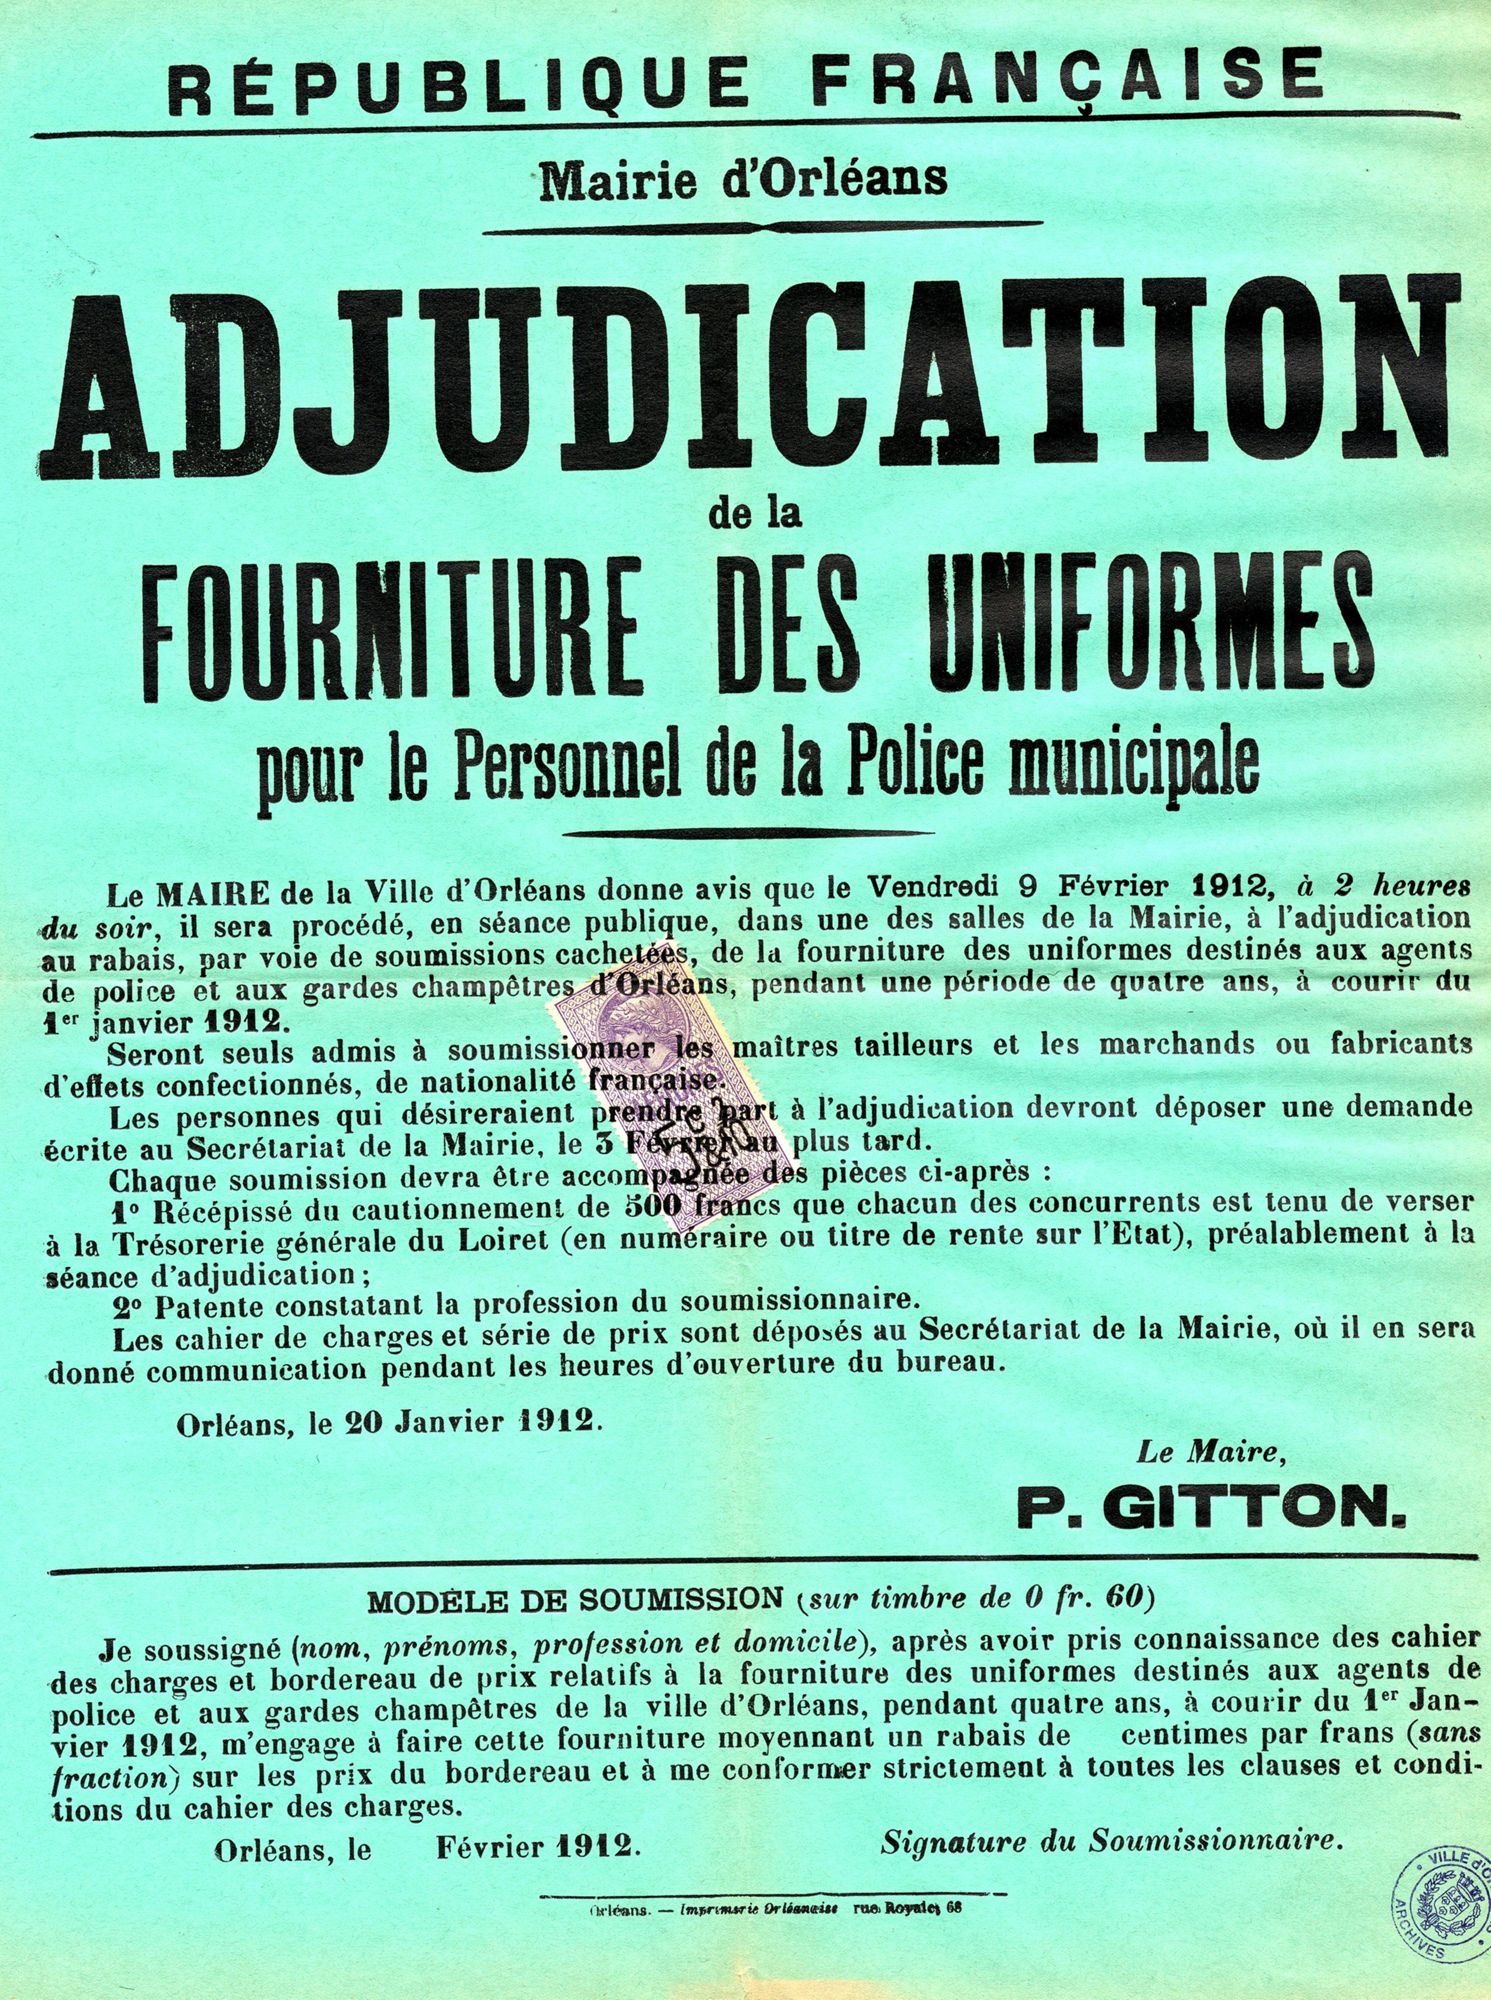 RÉPUBLIQUE FRANÇAISE
Mairie d'Orléans
ADJUDICATION
de la
FOURNITURE DES UNIFORMES
pour le Personnel de la Police municipale
Le MAIRE de la Ville d'Orléans donne avis que le Vendredi 9 Février 1912, à 2 heures
du soir, il sera procédé, en séance publique, dans une des salles de la Mairie, à l'adjudication
au rabais, par voie de soumissions cachetées, de la fourniture des uniformes destinés aux agents
de police et aux gardes champêtres d'Orléans, pendant une période de quatre ans, à courir du
1er janvier 1912.
Seront seuls admis à soumissionner les maîtres tailleurs et les marchands ou fabricants
d'effets confectionnés, de nationalité française.
Les personnes qui désireraient prendre part à l'adjudication devront déposer une demande
écrite au Secrétariat de la Mairie, le 3 Février au plus tard.
Chaque soumission devra être accompagnée des pièces ci-après :
1° Récépissé du cautionnement de 500 francs que chacun des concurrents est tenu de verser
à la Trésorerie générale du Loiret (en numéraire ou titre de rente sur l'Etat), préalablement à la
séance d'adjudication ;
2° Patente constatant la profession du soumissionnaire.
Les cahier de charges et série de prix sont déposés au Secrétariat de la Mairie, où il en sera
donné communication pendant les heures d'ouverture du bureau.
Orléans, le 20 Janvier 1912.
Le Maire,
P. GITTON.
MODÈLE DE SOUMISSION (sur timbre de 0 fr. 60)
Je soussigné (nom, prénoms, profession et domicile), après avoir pris connaissance des cahier
des charges et bordereau de prix relatifs à la fourniture des uniformes destinés aux agents de
police et aux gardes champêtres de la ville d'Orléans, pendant quatre ans, à courir du 1er Jan-
vier 1912, m'engage à faire cette fourniture moyennant un rabais de centimes par frans (sans
fraction) sur les prix du bordereau et à me conformer strictement à toutes les clauses et condi-
tions du cahier des charges.
Orléans, le Février 1912.
Signature du Soumissionnaire.
Orléans. — Imprimerie Orléanaise rue Royale, 68
VILLE d'O
ARCHIVES